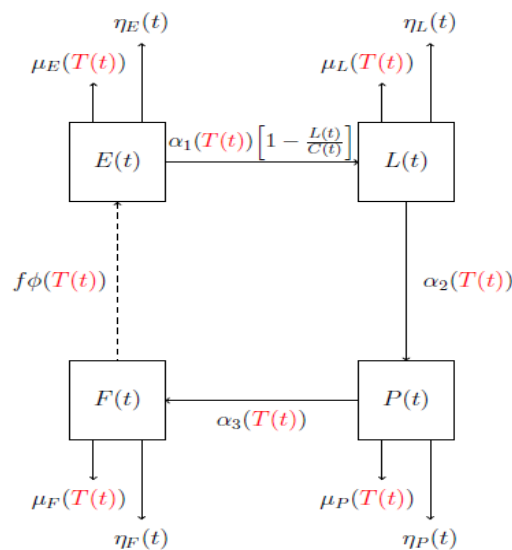 η_E(t) η_L(t)
μ_E(T(t)) μ_L(T(t))
E(t) α_1(T(t))[1 − L(t)/C(t)] L(t)
fϕ(T(t)) α_2(T(t))
F(t) α_3(T(t)) P(t)
μ_F(T(t)) μ_P(T(t))
η_F(t) η_P(t)